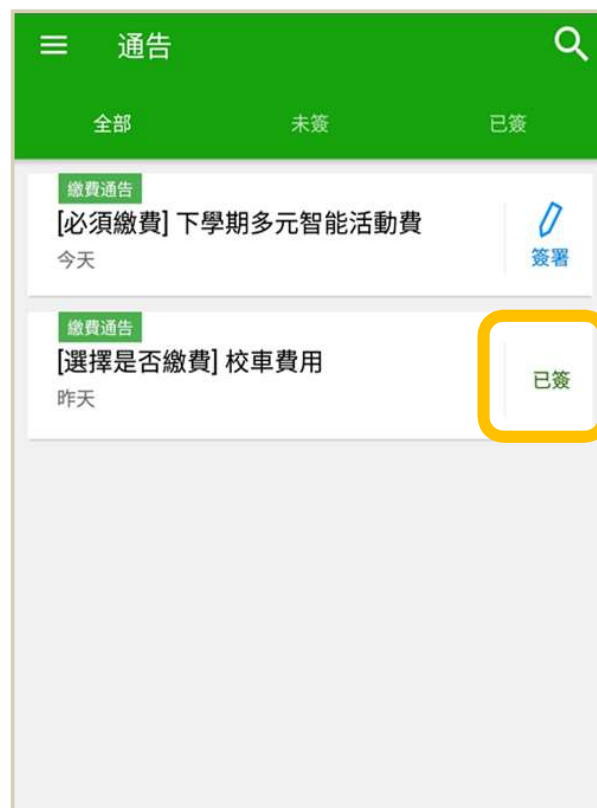 通告
全部 未簽 已簽
繳費通告
[必須繳費] 下學期多元智能活動費
今天
簽署
繳費通告
[選擇是否繳費] 校車費用
昨天
已簽